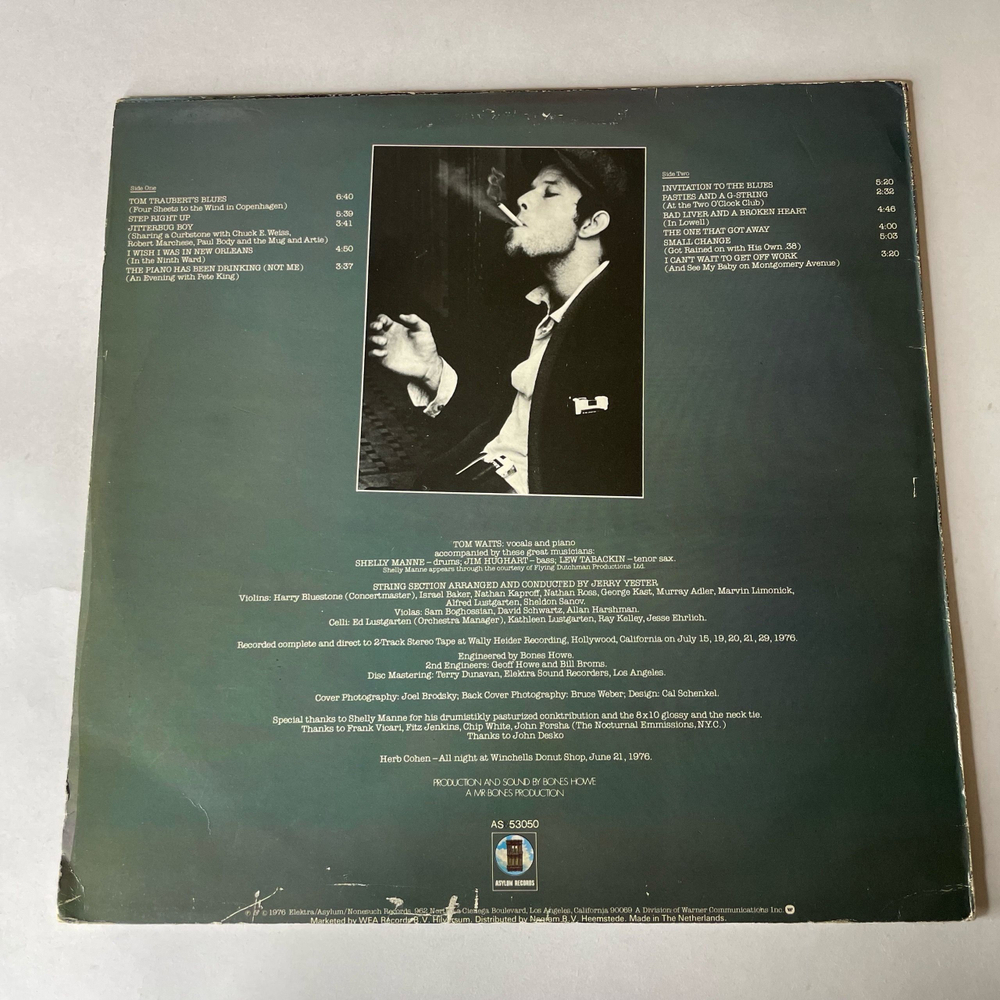 Side One
TOM TRAUBERT'S BLUES 6:40
(Four Sheets to the Wind in Copenhagen)
STEP RIGHT UP 5:39
JITTERBUG BOY 3:41
(Sharing a Curbstone with Chuck E. Weiss,
Robert Marchese, Paul Body and the Mug and Artie)
I WISH I WAS IN NEW ORLEANS 4:50
(In the Ninth Ward)
THE PIANO HAS BEEN DRINKING (NOT ME) 3:37
(An Evening with Pete King)
Side Two
INVITATION TO THE BLUES 5:20
PASTIES AND A G-STRING 2:32
(At the Two O'Clock Club)
BAD LIVER AND A BROKEN HEART 4:46
(In Lowell)
THE ONE THAT GOT AWAY 4:00
SMALL CHANGE 5:03
(Got Rained on with His Own .38)
I CAN'T WAIT TO GET OFF WORK 3:20
(And See My Baby on Montgomery Avenue)
TOM WAITS: vocals and piano
accompanied by these great musicians:
SHELLY MANNE – drums; JIM HUGHART – bass; LEW TABACKIN – tenor sax.
Shelly Manne appears through the courtesy of Flying Dutchman Productions Ltd.
STRING SECTION ARRANGED AND CONDUCTED BY JERRY YESTER
Violins: Harry Bluestone (Concertmaster), Israel Baker, Nathan Kaproff, Nathan Ross, George Kast, Murray Adler, Marvin Limonick,
Alfred Lustgarten, Sheldon Sanov.
Violas: Sam Boghossian, David Schwartz, Allan Harshman.
Celli: Ed Lustgarten (Orchestra Manager), Kathleen Lustgarten, Ray Kelley, Jesse Ehrlich.
Recorded complete and direct to 2-Track Stereo Tape at Wally Heider Recording, Hollywood, California on July 15, 19, 20, 21, 29, 1976.
Engineered by Bones Howe.
2nd Engineers: Geoff Howe and Bill Broms.
Disc Mastering: Terry Dunavan, Elektra Sound Recorders, Los Angeles.
Cover Photography: Joel Brodsky; Back Cover Photography: Bruce Weber; Design: Cal Schenkel.
Special thanks to Shelly Manne for his drumistikly pasturized conktribution and the 8x10 glossy and the neck tie.
Thanks to Frank Vicari, Fitz Jenkins, Chip White, John Forsha (The Nocturnal Emmissions, N.Y.C.)
Thanks to John Desko
Herb Cohen – All night at Winchells Donut Shop, June 21, 1976.
PRODUCTION AND SOUND BY BONES HOWE
A MR BONES PRODUCTION
AS 53050
ASYLUM RECORDS
℗ © 1976 Elektra/Asylum/Nonesuch Records, 962 North La Cienega Boulevard, Los Angeles, California 90069 A Division of Warner Communications Inc.
Marketed by WEA Records B.V. Hilversum, Distributed by Negram B.V. Heemstede. Made in The Netherlands.